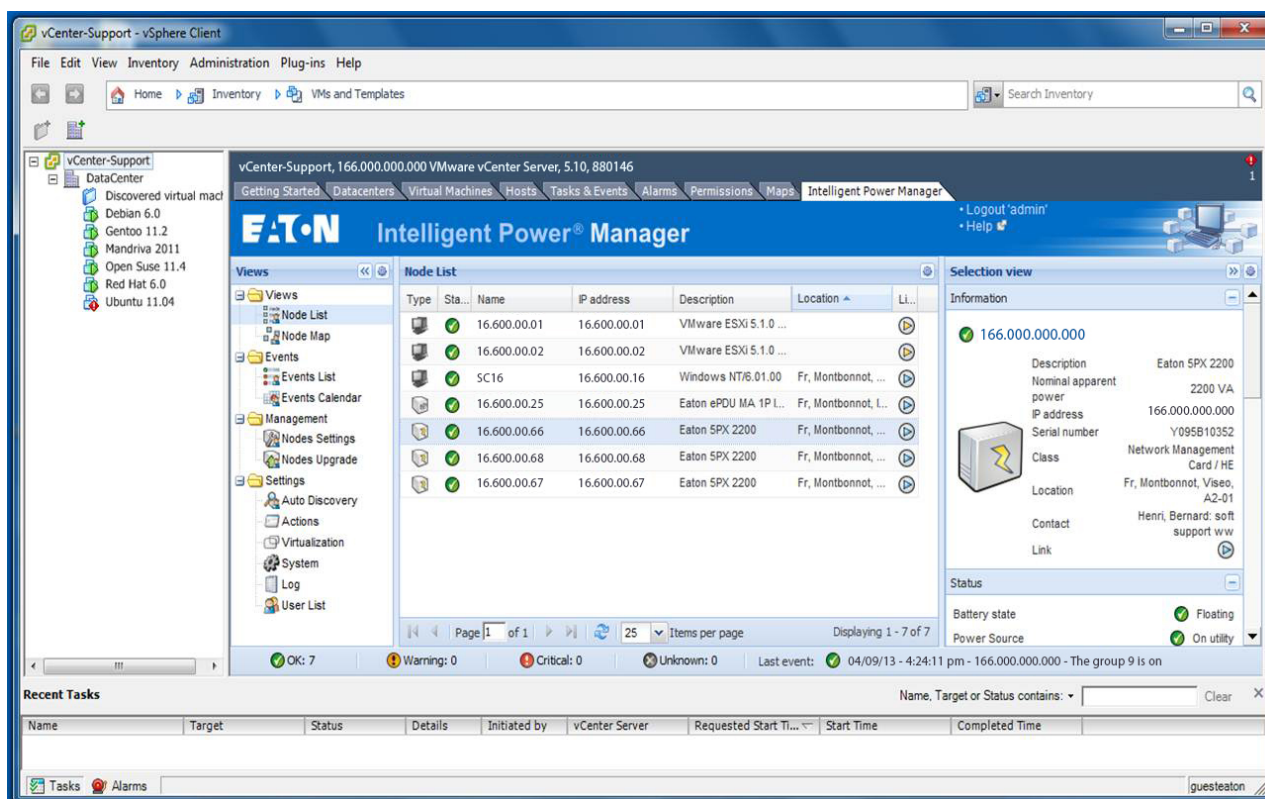 vCenter-Support - vSphere Client
File Edit View Inventory Administration Plug-ins Help
Home Inventory VMs and Templates
Search Inventory
vCenter-Support
DataCenter
Discovered virtual mach
Debian 6.0
Gentoo 11.2
Mandriva 2011
Open Suse 11.4
Red Hat 6.0
Ubuntu 11.04
vCenter-Support, 166.000.000.000 VMware vCenter Server, 5.10, 880146
1
Getting Started Datacenters Virtual Machines Hosts Tasks & Events Alarms Permissions Maps Intelligent Power Manager
EATON Intelligent Power® Manager
• Logout 'admin'
• Help
Views
Views
Node List
Node Map
Events
Events List
Events Calendar
Management
Nodes Settings
Nodes Upgrade
Settings
Auto Discovery
Actions
Virtualization
System
Log
User List
Node List
Type Sta... Name IP address Description Location Li...
16.600.00.01 16.600.00.01 VMware ESXi 5.1.0 ...
16.600.00.02 16.600.00.02 VMware ESXi 5.1.0 ...
SC16 16.600.00.16 Windows NT/6.01.00 Fr, Montbonnot, ...
16.600.00.25 16.600.00.25 Eaton ePDU MA 1P I... Fr, Montbonnot, I...
16.600.00.66 16.600.00.66 Eaton 5PX 2200 Fr, Montbonnot, ...
16.600.00.68 16.600.00.68 Eaton 5PX 2200 Fr, Montbonnot, ...
16.600.00.67 16.600.00.67 Eaton 5PX 2200 Fr, Montbonnot, ...
Page 1 of 1 25 Items per page Displaying 1 - 7 of 7
Selection view
Information
166.000.000.000
Description Eaton 5PX 2200
Nominal apparent
power 2200 VA
IP address 166.000.000.000
Serial number Y095B10352
Class Network Management
Card / HE
Location Fr, Montbonnot, Viseo,
A2-01
Contact Henri, Bernard: soft
support ww
Link
Status
Battery state Floating
Power Source On utility
OK: 7 Warning: 0 Critical: 0 Unknown: 0 Last event: 04/09/13 - 4:24:11 pm - 166.000.000.000 - The group 9 is on
Recent Tasks
Name, Target or Status contains: Clear
Name Target Status Details Initiated by vCenter Server Requested Start Ti... Start Time Completed Time
Tasks Alarms
guesteaton